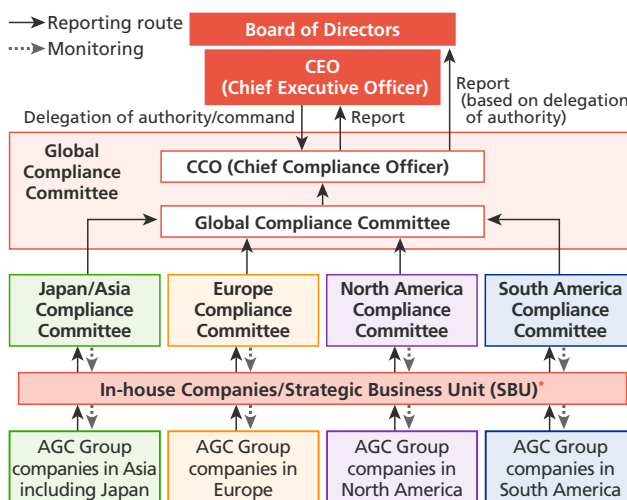 Reporting route
Monitoring
Board of Directors
CEO
(Chief Executive Officer)
Delegation of authority/command
Report
Report
(based on delegation
of authority)
Global
Compliance
Committee
CCO (Chief Compliance Officer)
Global Compliance Committee
Japan/Asia
Compliance
Committee
Europe
Compliance
Committee
North America
Compliance
Committee
South America
Compliance
Committee
In-house Companies/Strategic Business Unit (SBU)*
AGC Group
companies in Asia
including Japan
AGC Group
companies in
Europe
AGC Group
companies in
North America
AGC Group
companies in
South America